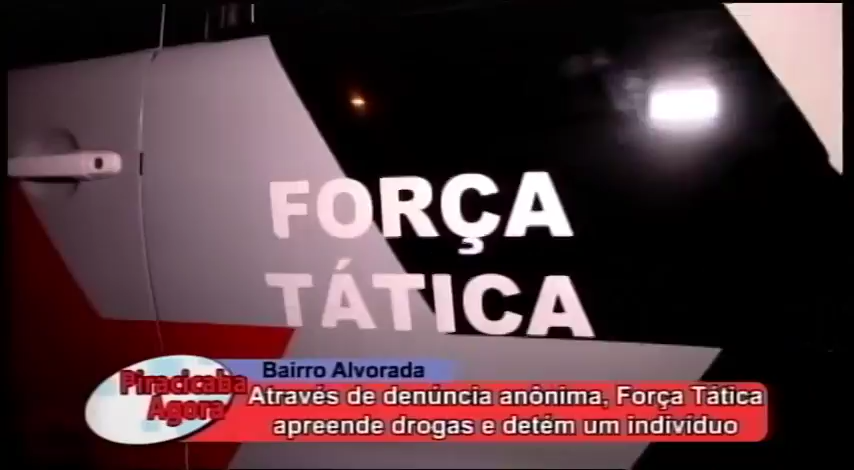 FORÇA
TÁTICA
Bairro Alvorada
Piracicaba
Agora
Através de denúncia anônima, Força Tática
apreende drogas e detém um indivíduo